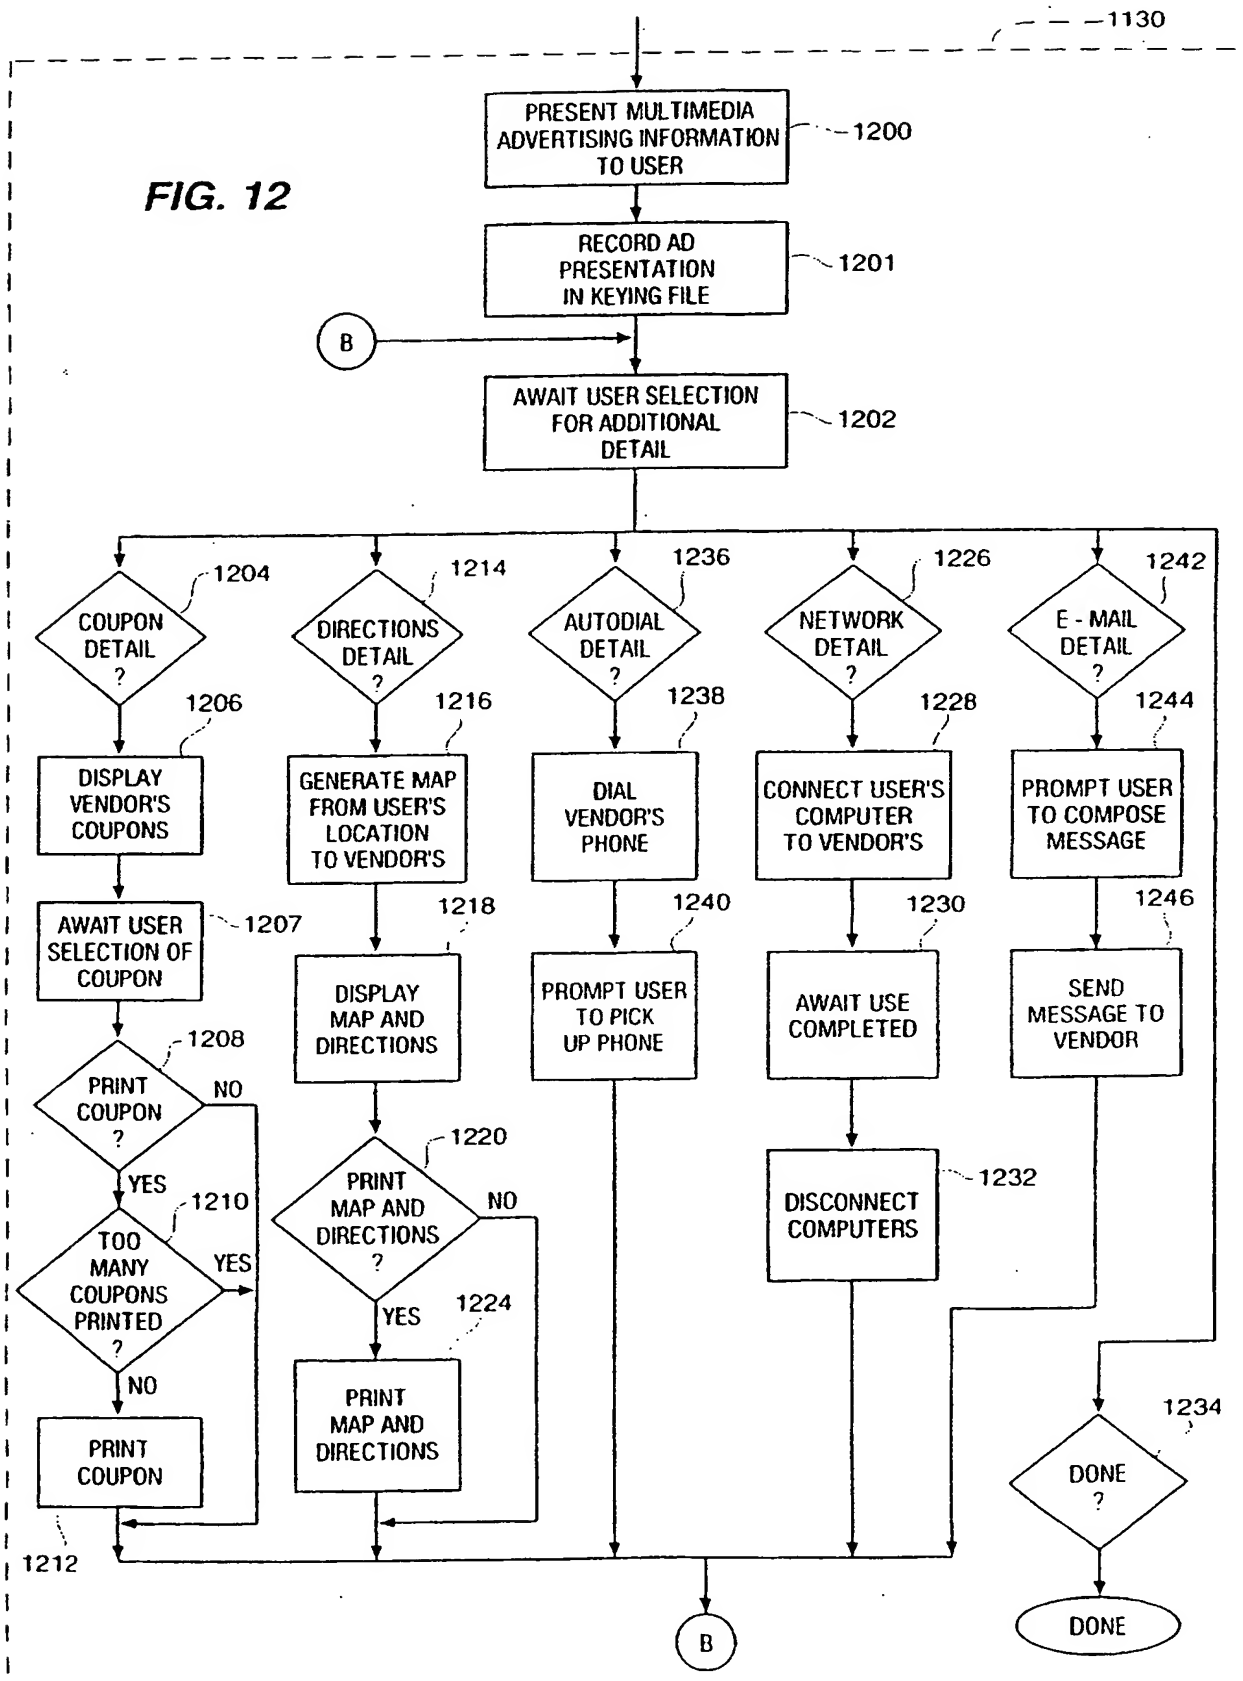 1130
PRESENT MULTIMEDIA
ADVERTISING INFORMATION
TO USER
1200
FIG. 12
RECORD AD
PRESENTATION
IN KEYING FILE
1201
B
AWAIT USER SELECTION
FOR ADDITIONAL
DETAIL
1202
1204
COUPON
DETAIL
?
1214
DIRECTIONS
DETAIL
?
1236
AUTODIAL
DETAIL
?
1226
NETWORK
DETAIL
?
1242
E - MAIL
DETAIL
?
1206
DISPLAY
VENDOR'S
COUPONS
1216
GENERATE MAP
FROM USER'S
LOCATION
TO VENDOR'S
1238
DIAL
VENDOR'S
PHONE
1228
CONNECT USER'S
COMPUTER
TO VENDOR'S
1244
PROMPT USER
TO COMPOSE
MESSAGE
1207
AWAIT USER
SELECTION OF
COUPON
1218
DISPLAY
MAP AND
DIRECTIONS
1240
PROMPT USER
TO PICK
UP PHONE
1230
AWAIT USE
COMPLETED
1246
SEND
MESSAGE TO
VENDOR
1208
PRINT
COUPON
?
NO
YES
1220
PRINT
MAP AND
DIRECTIONS
?
NO
YES
1232
DISCONNECT
COMPUTERS
1210
TOO
MANY
COUPONS
PRINTED
?
YES
NO
1224
PRINT
MAP AND
DIRECTIONS
PRINT
COUPON
1212
1234
DONE
?
DONE
B